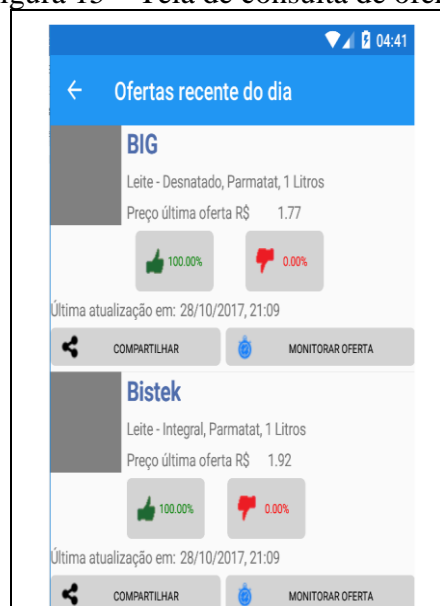 igura 13 – Tela de consulta de ofer
04:41
Ofertas recente do dia
BIG
Leite - Desnatado, Parmatat, 1 Litros
Preço última oferta R$ 1.77
100.00% 0.00%
Última atualização em: 28/10/2017, 21:09
COMPARTILHAR MONITORAR OFERTA
Bistek
Leite - Integral, Parmatat, 1 Litros
Preço última oferta R$ 1.92
100.00% 0.00%
Última atualização em: 28/10/2017, 21:09
COMPARTILHAR MONITORAR OFERTA